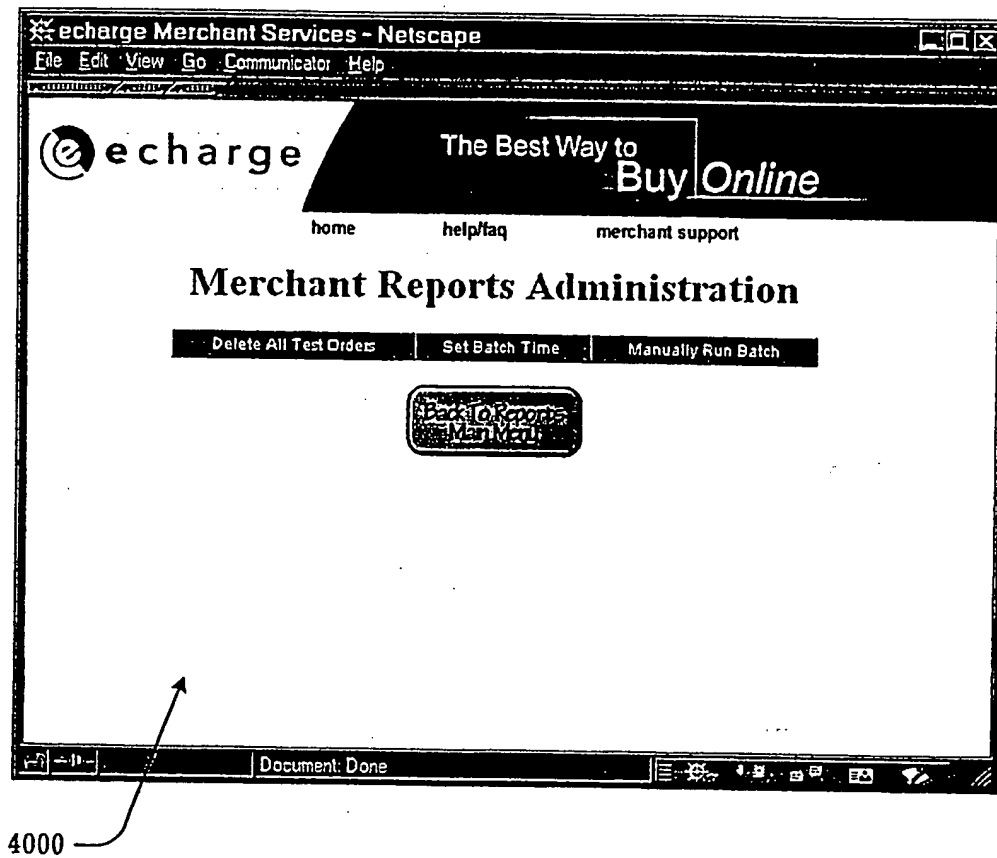 echarge Merchant Services - Netscape
File Edit View Go Communicator Help
echarge
The Best Way to
Buy Online
home help/faq merchant support
Merchant Reports Administration
Delete All Test Orders Set Batch Time Manually Run Batch
Back To Reports
Main Menu
Document: Done
4000